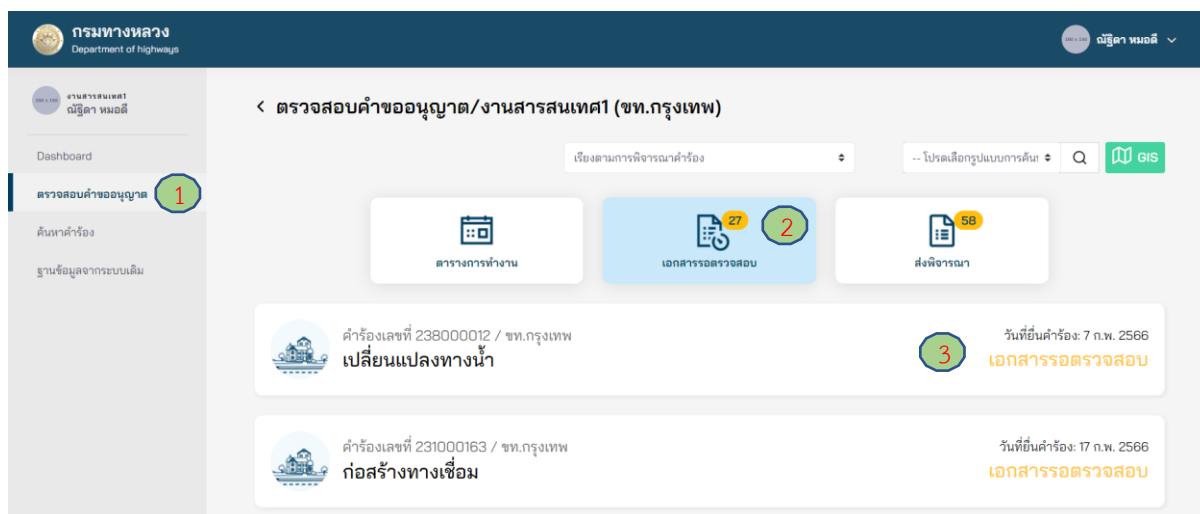 กรมทางหลวง
Department of highways
ณัฐิดา หมอดี
งานสารสนเทศ1
ณัฐิดา หมอดี
< ตรวจสอบคำขออนุญาต/งานสารสนเทศ1 (ขท.กรุงเทพ)
Dashboard
ตรวจสอบคำขออนุญาต 1
ค้นหาคำร้อง
ฐานข้อมูลจากระบบเดิม
เรียงตามการพิจารณาคำร้อง
-- โปรดเลือกรูปแบบการค้นห
GIS
ตารางการทำงาน
27 2
เอกสารรอตรวจสอบ
58
ส่งพิจารณา
คำร้องเลขที่ 238000012 / ขท.กรุงเทพ
เปลี่ยนแปลงทางน้ำ
3
วันที่ยื่นคำร้อง: 7 ก.พ. 2566
เอกสารรอตรวจสอบ
คำร้องเลขที่ 231000163 / ขท.กรุงเทพ
ก่อสร้างทางเชื่อม
วันที่ยื่นคำร้อง: 17 ก.พ. 2566
เอกสารรอตรวจสอบ